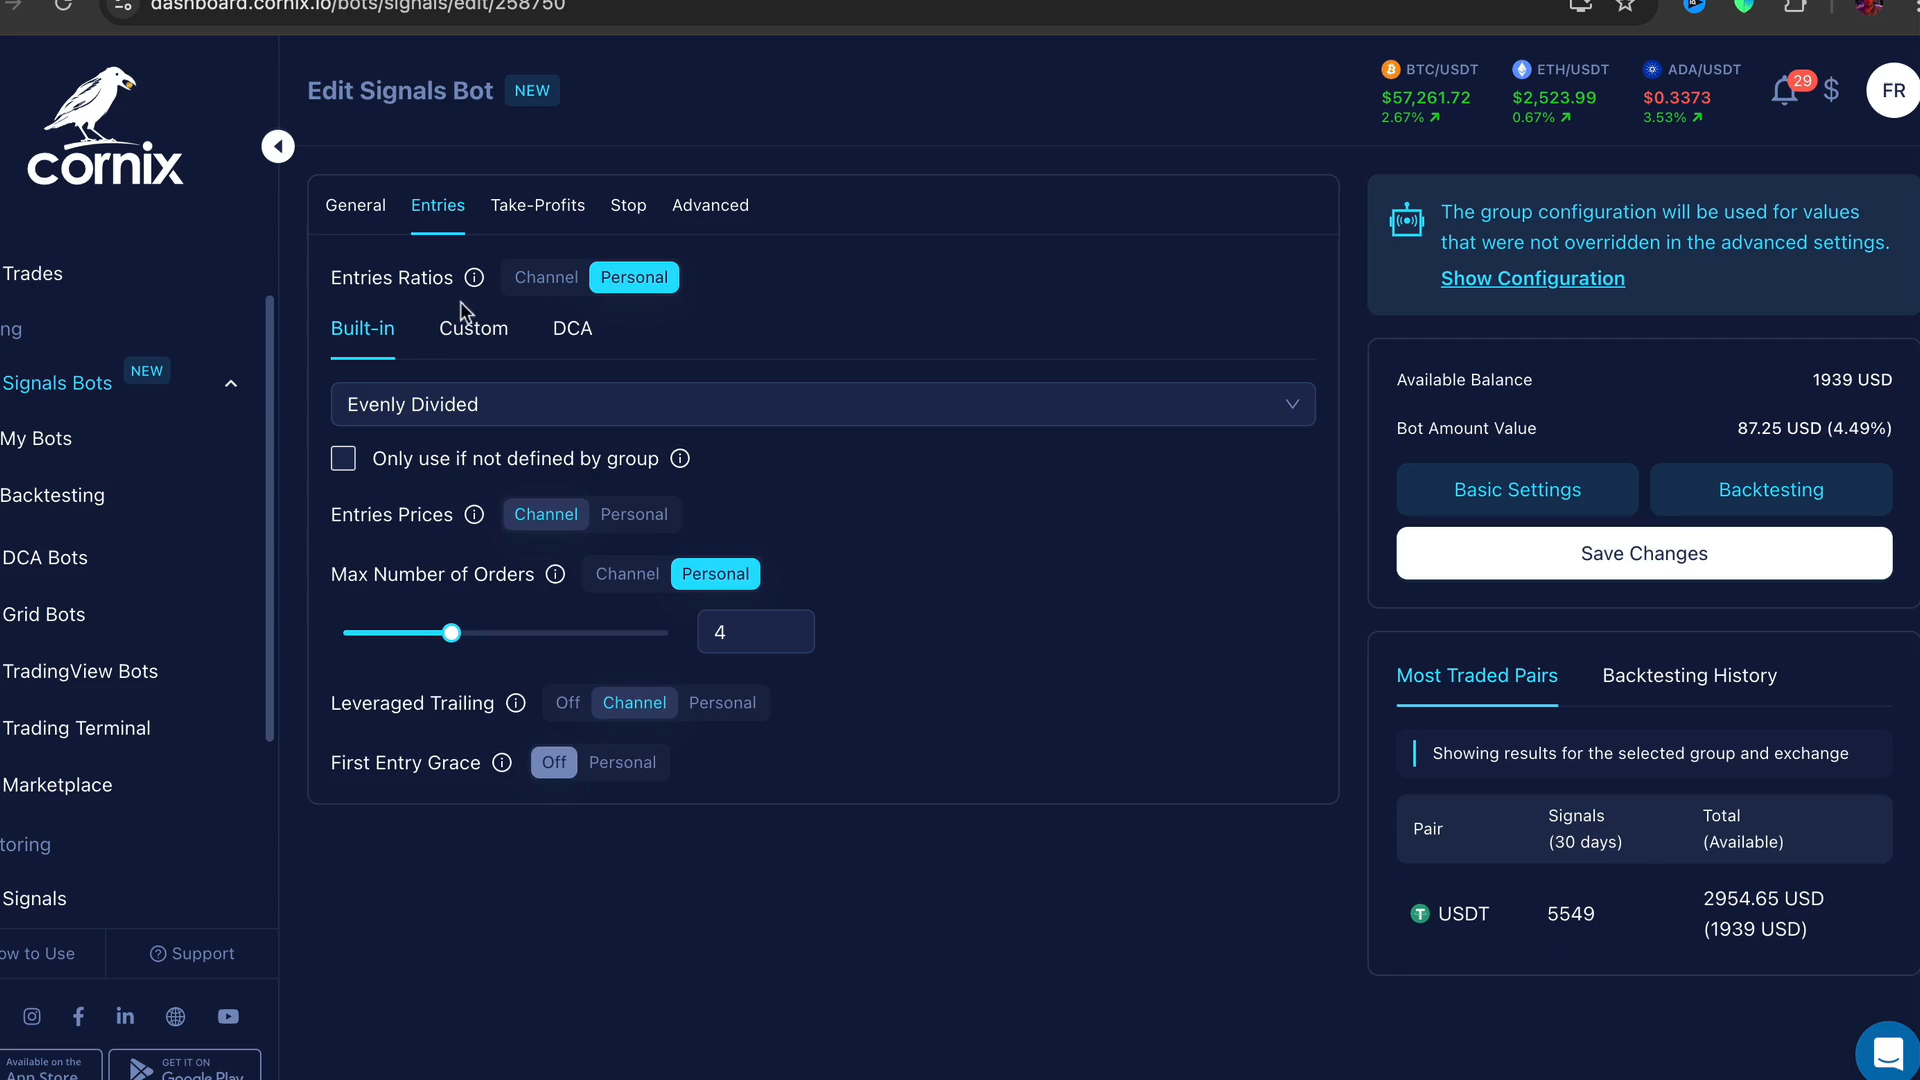 dashboard.cornix.io/bots/signals/edit/258750
cornix
Edit Signals Bot NEW
BTC/USDT
$57,261.72
2.67%
ETH/USDT
$2,523.99
0.67%
ADA/USDT
$0.3373
3.53%
29
$
FR
Trades
ng
Signals Bots NEW
My Bots
Backtesting
DCA Bots
Grid Bots
TradingView Bots
Trading Terminal
Marketplace
toring
Signals
ow to Use
Support
Available on the
App Store
GET IT ON
Google Play
General Entries Take-Profits Stop Advanced
Entries Ratios Channel Personal
Built-in Custom DCA
Evenly Divided
Only use if not defined by group
Entries Prices Channel Personal
Max Number of Orders Channel Personal
4
Leveraged Trailing Off Channel Personal
First Entry Grace Off Personal
The group configuration will be used for values
that were not overridden in the advanced settings.
Show Configuration
Available Balance 1939 USD
Bot Amount Value 87.25 USD (4.49%)
Basic Settings Backtesting
Save Changes
Most Traded Pairs Backtesting History
Showing results for the selected group and exchange
Pair
Signals
(30 days)
Total
(Available)
USDT 5549
2954.65 USD
(1939 USD)